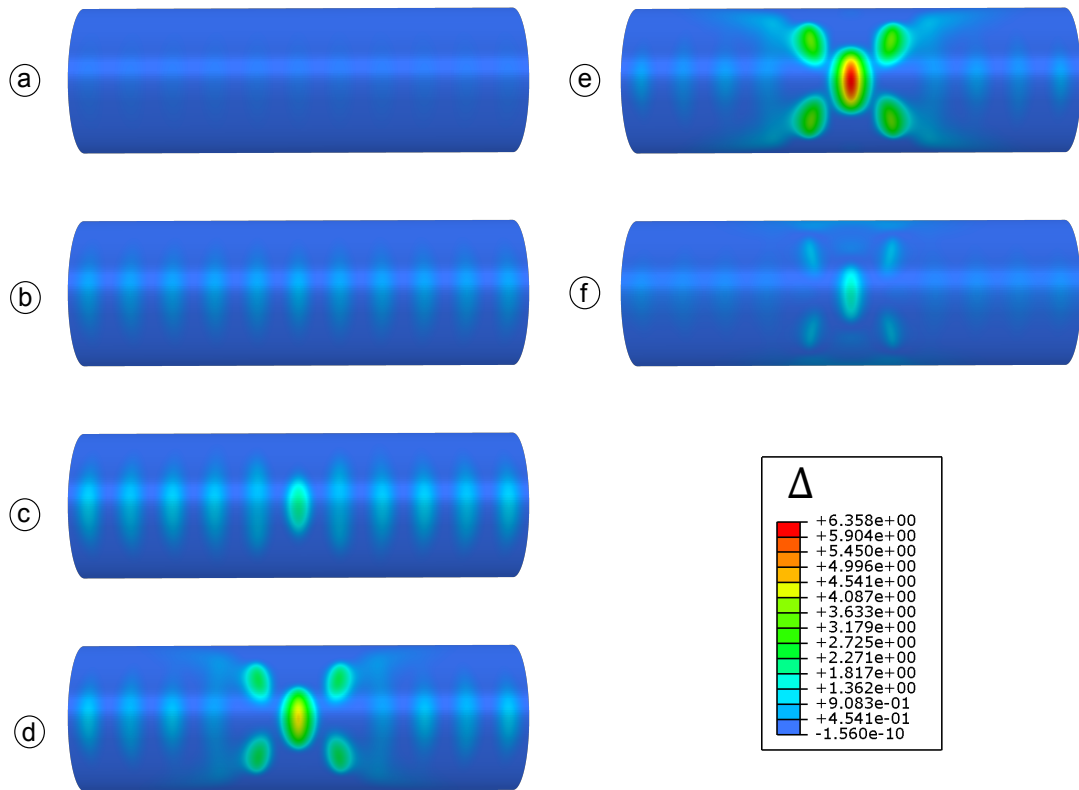 a
b
c
d
e
f
Δ
+6.358e+00
+5.904e+00
+5.450e+00
+4.996e+00
+4.541e+00
+4.087e+00
+3.633e+00
+3.179e+00
+2.725e+00
+2.271e+00
+1.817e+00
+1.362e+00
+9.083e-01
+4.541e-01
-1.560e-10